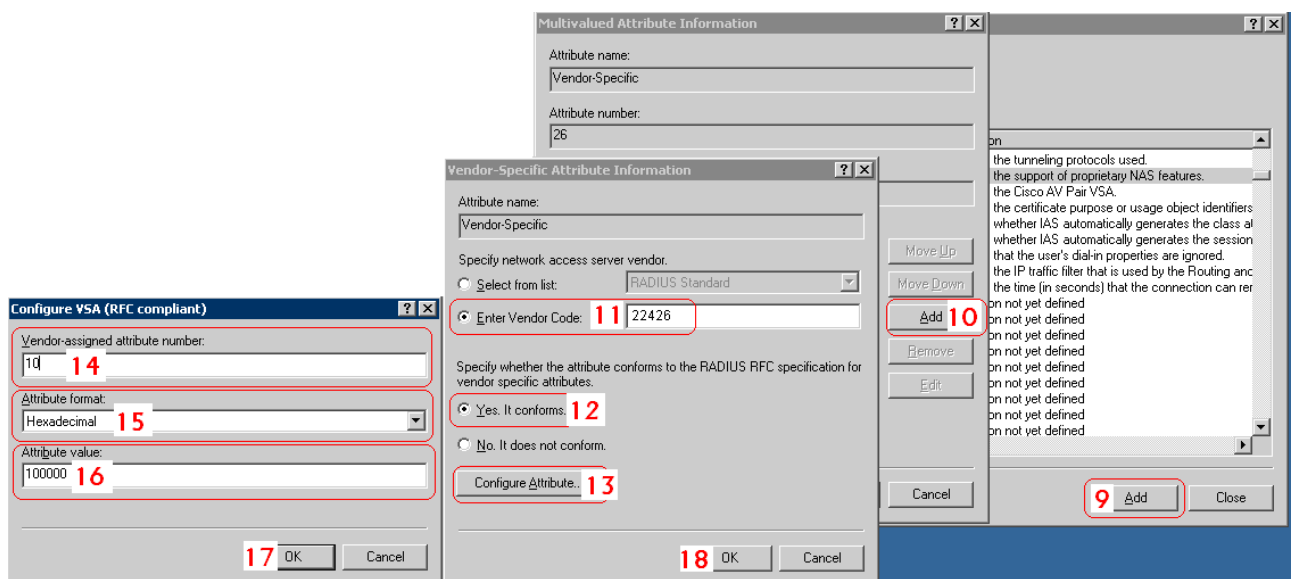 Multivalued Attribute Information
Attribute name:
Vendor-Specific
Attribute number:
26
Move Up
Move Down
Add 10
Remove
Edit
Cancel
on
the tunneling protocols used.
the support of proprietary NAS features.
the Cisco AV Pair VSA.
the certificate purpose or usage object identifiers
whether IAS automatically generates the class
whether IAS automatically generates the session
that the user's dial-in properties are ignored.
the IP traffic filter that is used by the Routing
the time (in seconds) that the connection can
on not yet defined
on not yet defined
on not yet defined
on not yet defined
on not yet defined
on not yet defined
on not yet defined
on not yet defined
on not yet defined
9 Add
Close
Vendor-Specific Attribute Information
Attribute name:
Vendor-Specific
Specify network access server vendor.
Select from list:
RADIUS Standard
Enter Vendor Code: 11 22426
Specify whether the attribute conforms to the RADIUS RFC specification for
vendor specific attributes.
Yes. It conforms. 12
No. It does not conform.
Configure Attribute.. 13
18 OK
Cancel
Configure VSA (RFC compliant)
Vendor-assigned attribute number:
10 14
Attribute format:
Hexadecimal 15
Attribute value:
100000 16
17 OK
Cancel